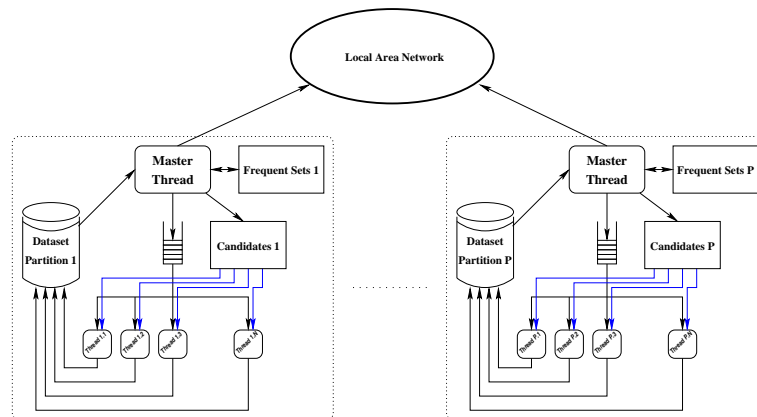 Local Area Network
Master
Thread
Frequent Sets 1
Dataset
Partition 1
Candidates 1
Thread 1.1
Thread 1.2
Thread 1.3
Thread 1.N
Master
Thread
Frequent Sets P
Dataset
Partition P
Candidates P
Thread P.1
Thread P.2
Thread P.3
Thread P.N